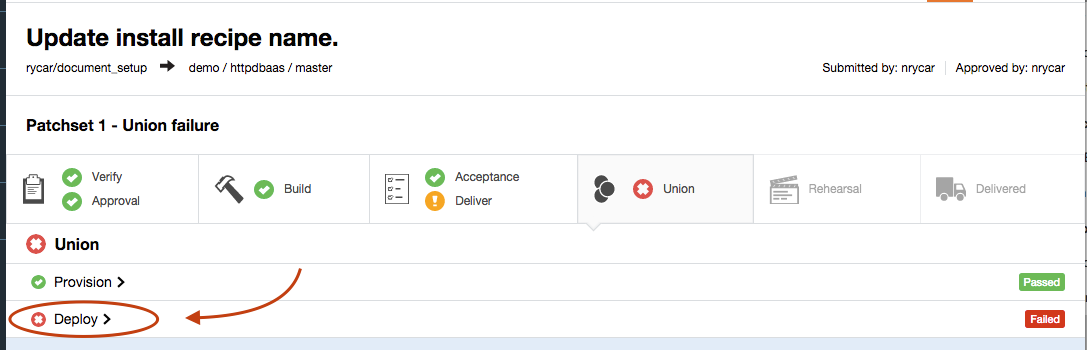 Update install recipe name.
rycar/document_setup demo / httpdbaas / master Submitted by: nrycar Approved by: nrycar
Patchset 1 - Union failure
Verify
Approval
Build
Acceptance
Deliver
Union
Rehearsal
Delivered
Union
Provision Passed
Deploy Failed